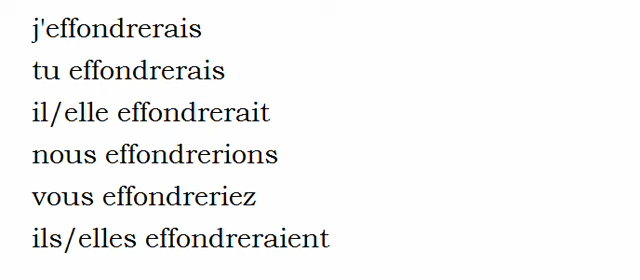 j'effondrerais
tu effondrerais
il/elle effondrerait
nous effondrerions
vous effondreriez
ils/elles effondreraient